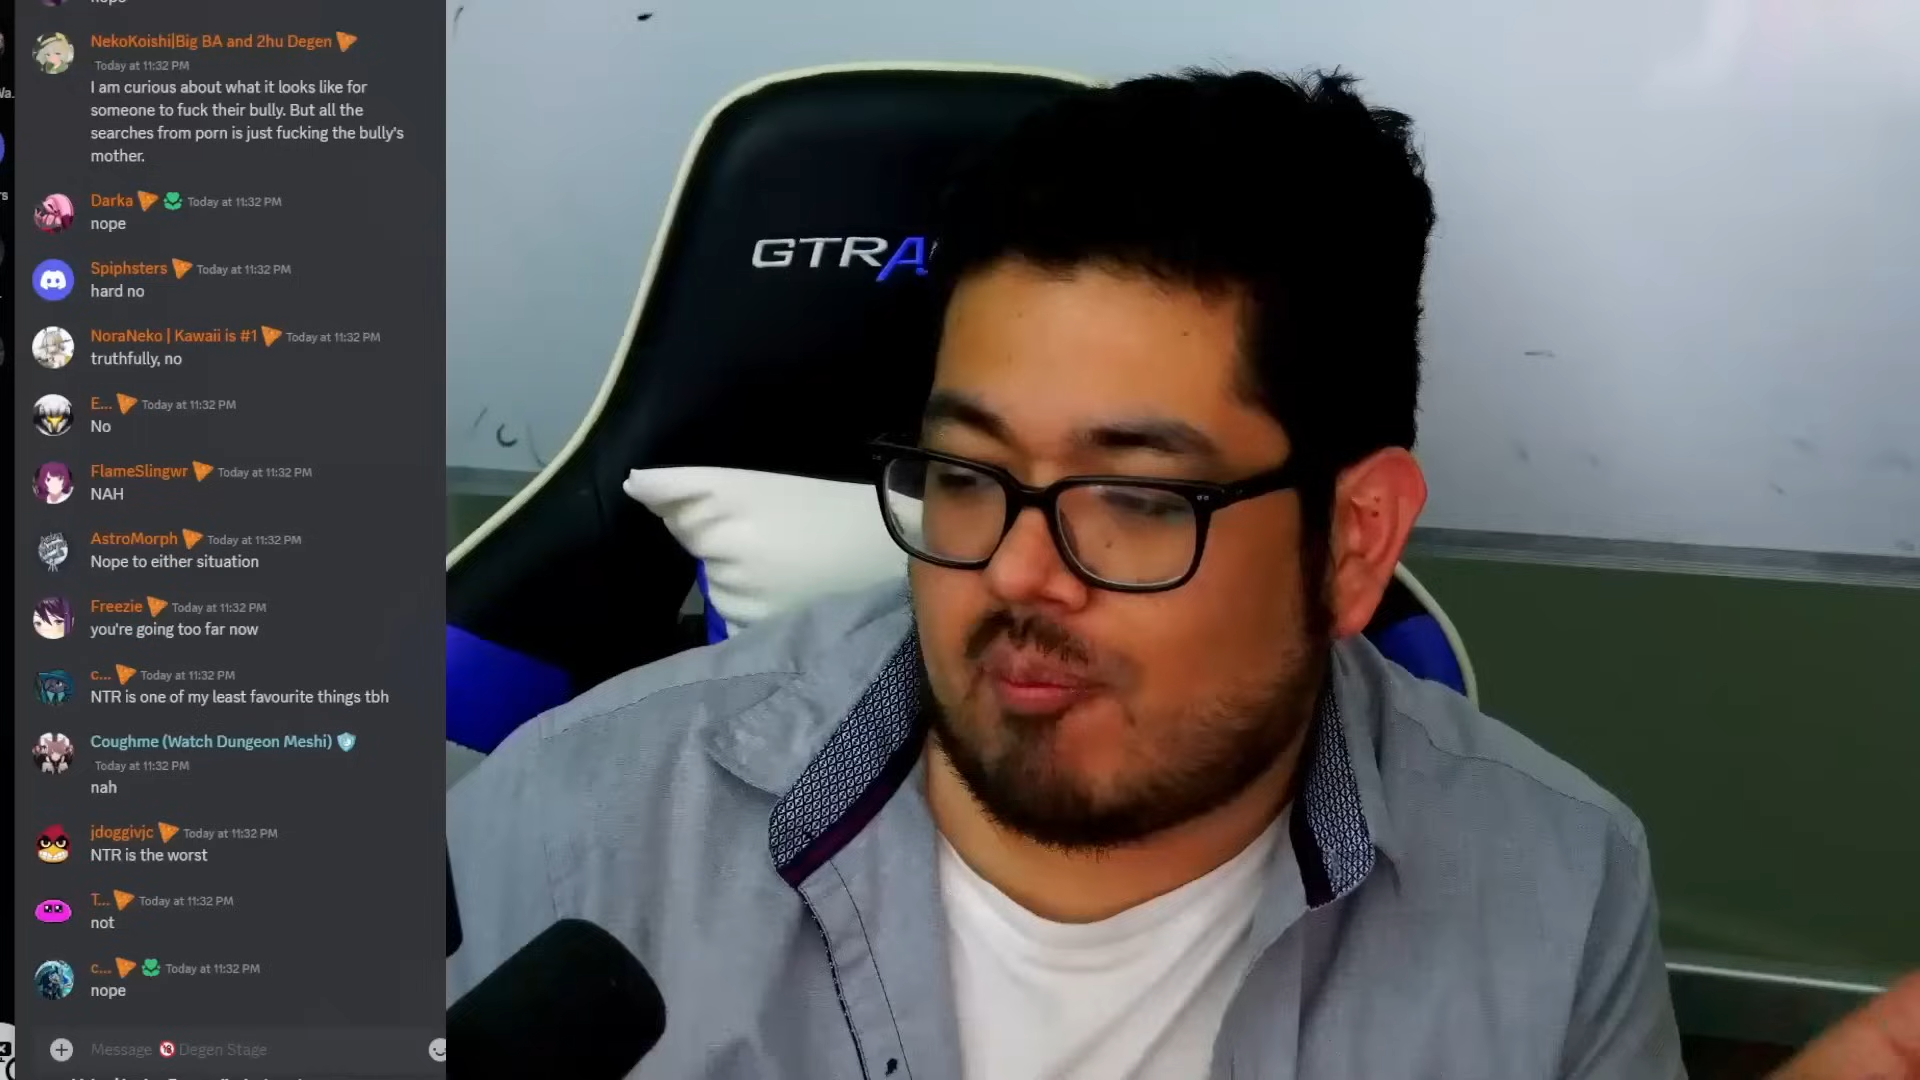 nope
NekoKoishi|Big BA and 2hu Degen
Today at 11:32 PM
I am curious about what it looks like for
someone to fuck their bully. But all the
searches from porn is just fucking the bully's
mother.
Darka Today at 11:32 PM
nope
Spiphsters Today at 11:32 PM
hard no
NoraNeko | Kawaii is #1 Today at 11:32 PM
truthfully, no
E... Today at 11:32 PM
No
FlameSlingwr Today at 11:32 PM
NAH
AstroMorph Today at 11:32 PM
Nope to either situation
Freezie Today at 11:32 PM
you're going too far now
c... Today at 11:32 PM
NTR is one of my least favourite things tbh
Coughme (Watch Dungeon Meshi)
Today at 11:32 PM
nah
jdoggivjc Today at 11:32 PM
NTR is the worst
T... Today at 11:32 PM
not
c... Today at 11:32 PM
nope
Message 🔞 Degen Stage
GTRA